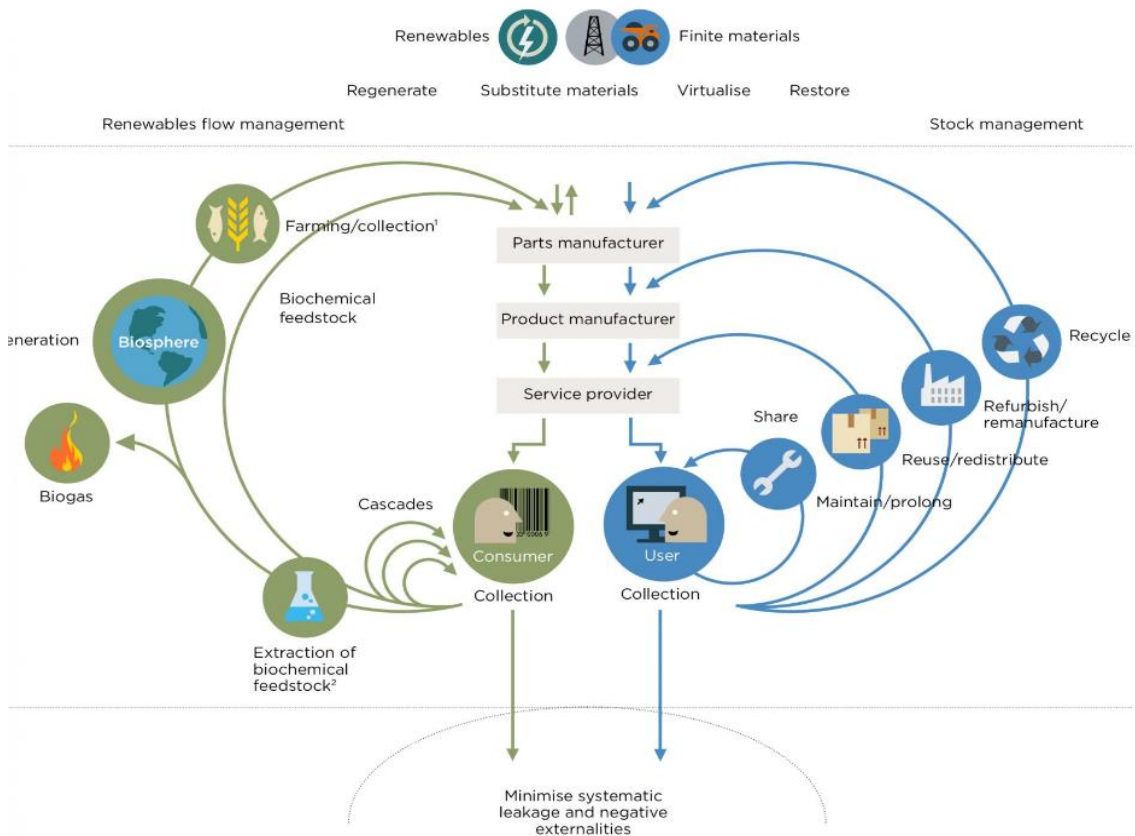 Renewables
Finite materials
Regenerate Substitute materials Virtualise Restore
Renewables flow management
Stock management
Farming/collection¹
Parts manufacturer
Biochemical
feedstock
Product manufacturer
eneration
Biosphere
Recycle
Service provider
Share
Refurbish/
remanufacture
Reuse/redistribute
Biogas
Cascades
Maintain/prolong
Consumer
User
Collection
Collection
Extraction of
biochemical
feedstock²
Minimise systematic
leakage and negative
externalities